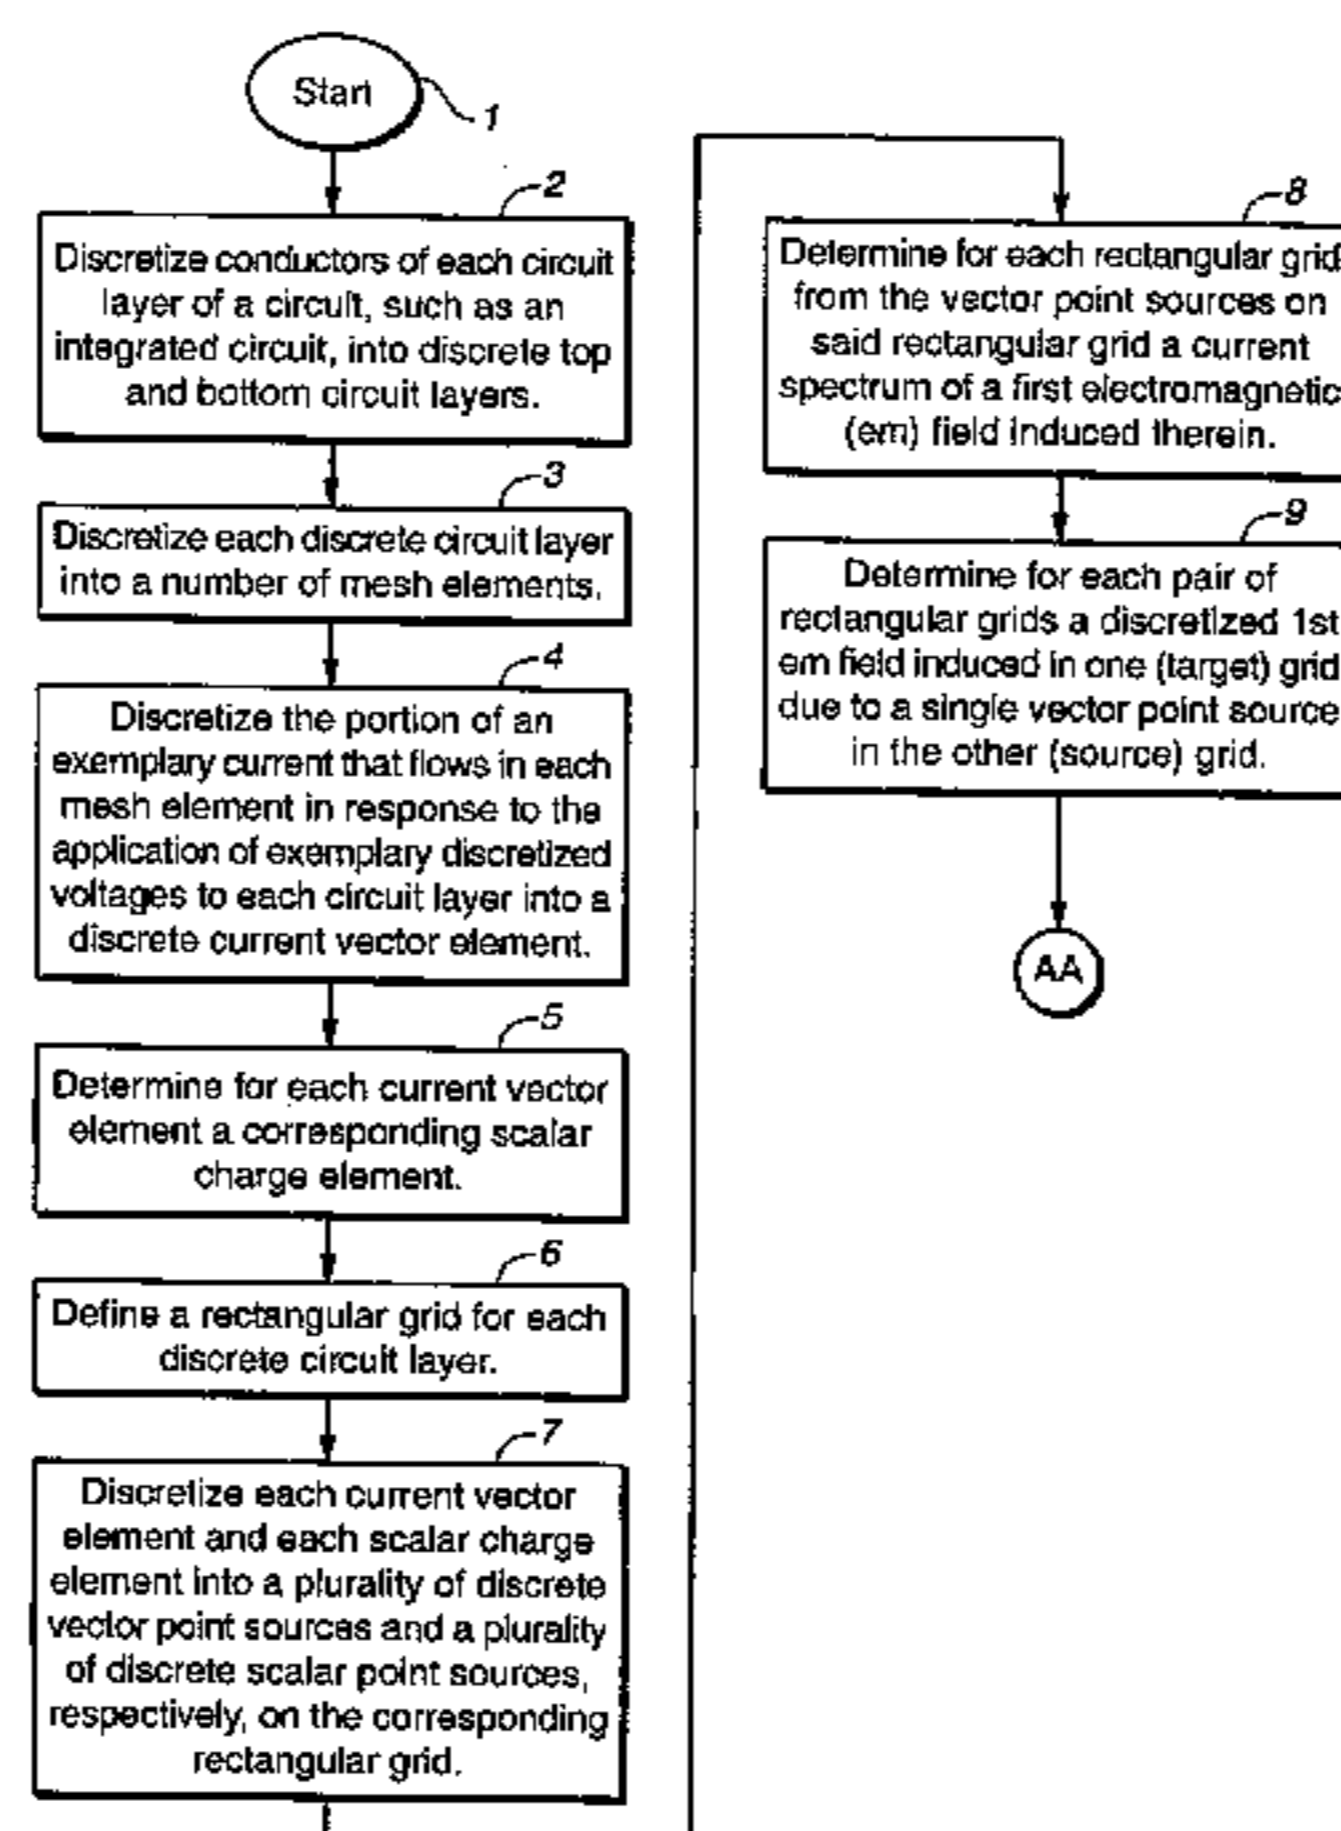 Start
1
2
Discretize conductors of each circuit
layer of a circuit, such as an
integrated circuit, into discrete top
and bottom circuit layers.
3
Discretize each discrete circuit layer
into a number of mesh elements.
4
Discretize the portion of an
exemplary current that flows in each
mesh element in response to the
application of exemplary discretized
voltages to each circuit layer into a
discrete current vector element.
5
Determine for each current vector
element a corresponding scalar
charge element.
6
Define a rectangular grid for each
discrete circuit layer.
7
Discretize each current vector
element and each scalar charge
element into a plurality of discrete
vector point sources and a plurality
of discrete scalar point sources,
respectively, on the corresponding
rectangular grid.
8
Determine for each rectangular grid
from the vector point sources on
said rectangular grid a current
spectrum of a first electromagnetic
(em) field induced therein.
9
Determine for each pair of
rectangular grids a discretized 1st
em field induced in one (target) grid
due to a single vector point source
in the other (source) grid.
AA